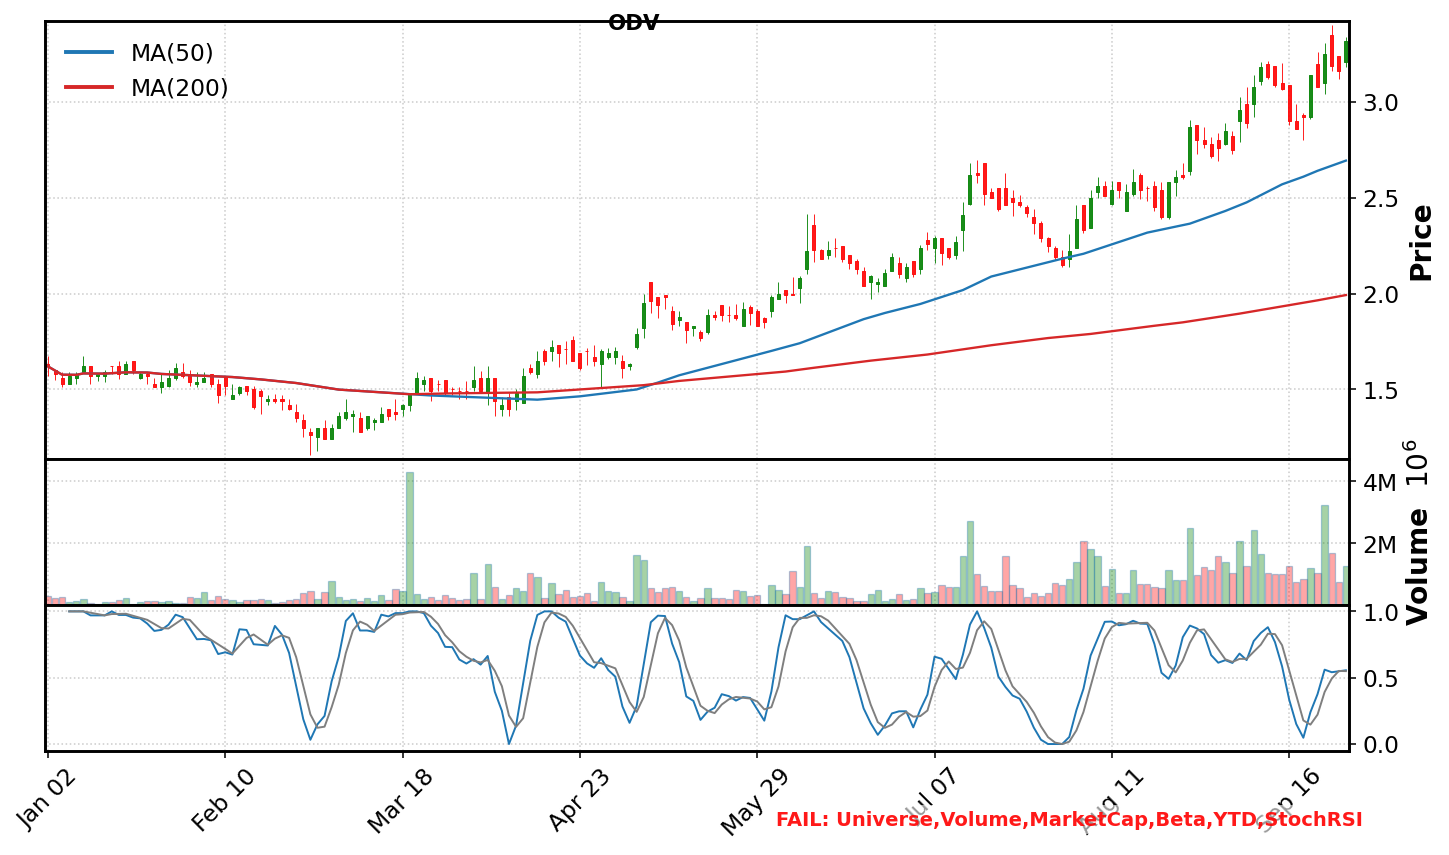 ODV
MA(50)
MA(200)
3.0
2.5
2.0
1.5
Price
4M
2M
Volume 10^6
1.0
0.5
0.0
Jan 02
Feb 10
Mar 18
Apr 23
May 29
Jul 07
Aug 11
Sep 16
FAIL: Universe,Volume,MarketCap,Beta,YTD,StochRSI